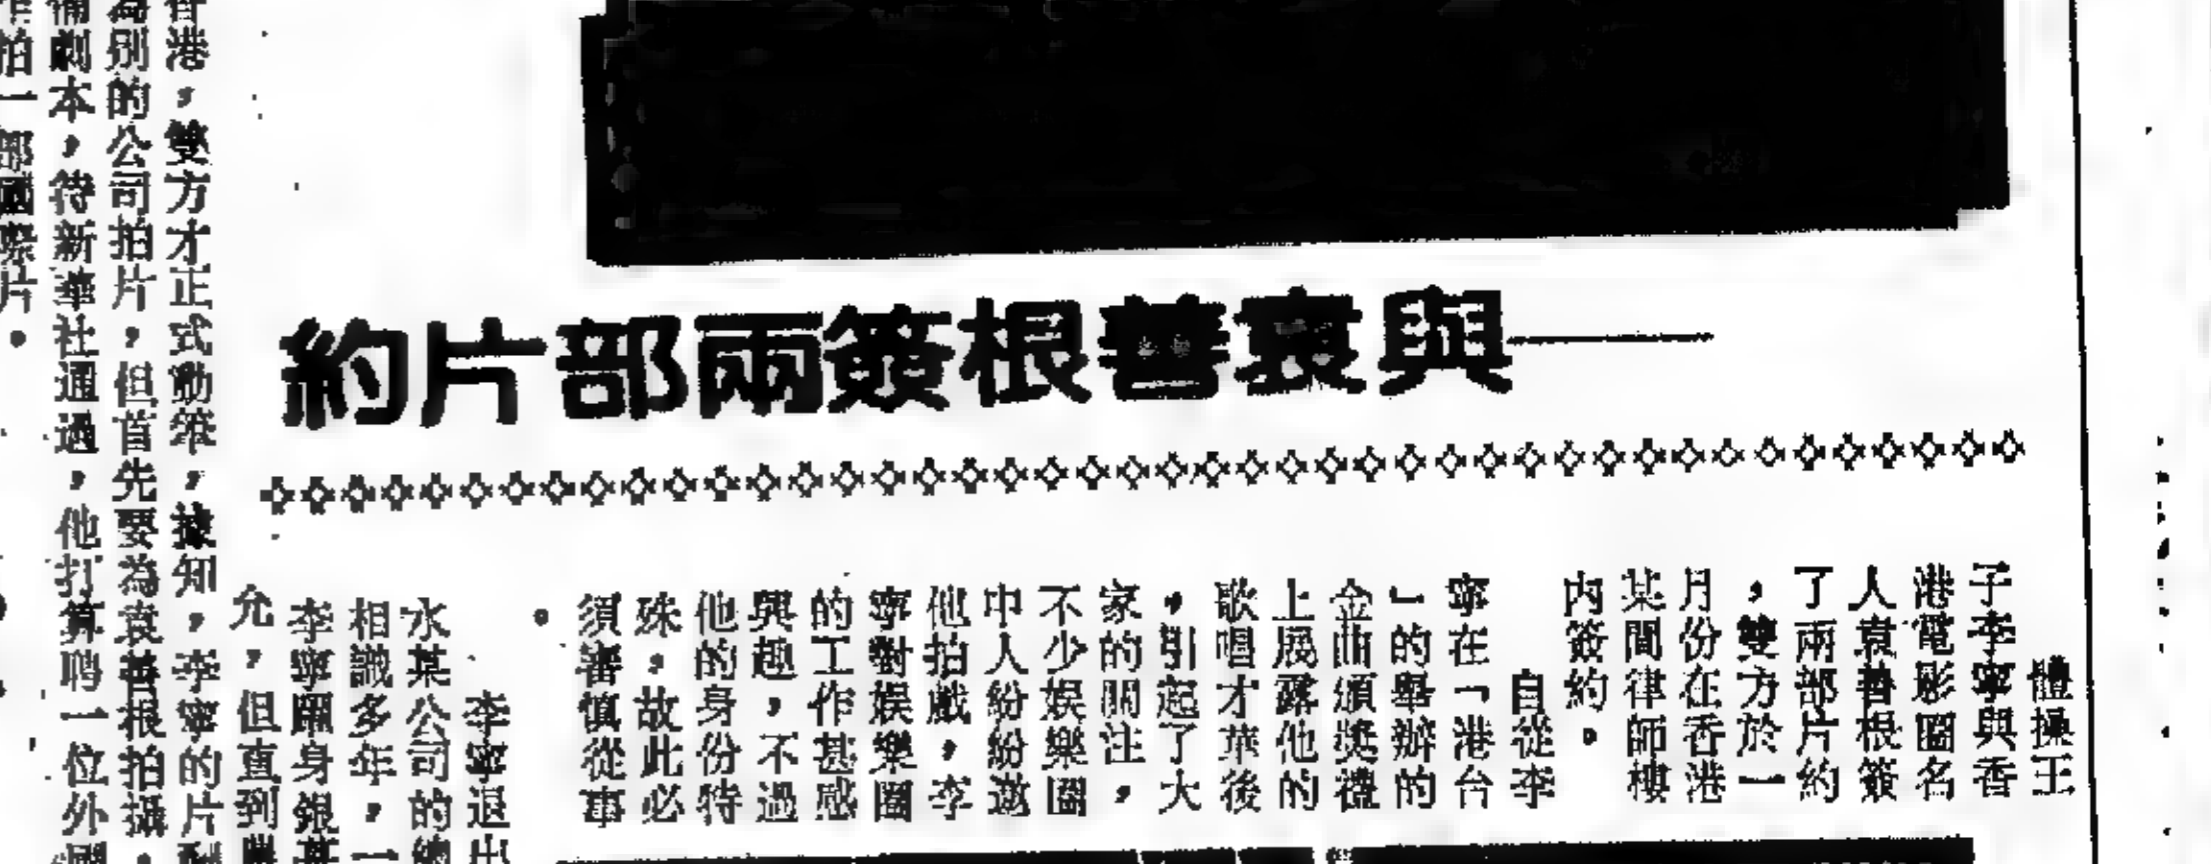 與袁善根簽兩部片約
體操王
子李寧與香
港電影圈名
人袁善根簽
了兩部片約
，雙方於一
月份在香港
某間律師樓
內簽約。
自從李
寧在「港台
」的舉辦的
金曲頒獎禮
上展露他的
歌唱才華後
，引起了大
家的關注，
不少娛樂圈
中人紛紛邀
他拍戲，李
寧對娛樂圈
的工作甚感
興趣，不過
他的身份特
殊，故此必
須審慎從事
。
李寧退出
水某公司的總
相識多年，一
李寧躍身銀幕
允，但直到
香港，雙方才正式動筆，據知，李寧的片酬
為別的公司拍片，但首先要為袁善根拍攝，
備劇本，待新華社通過，他打算聘一位外國
作拍一部國際片。